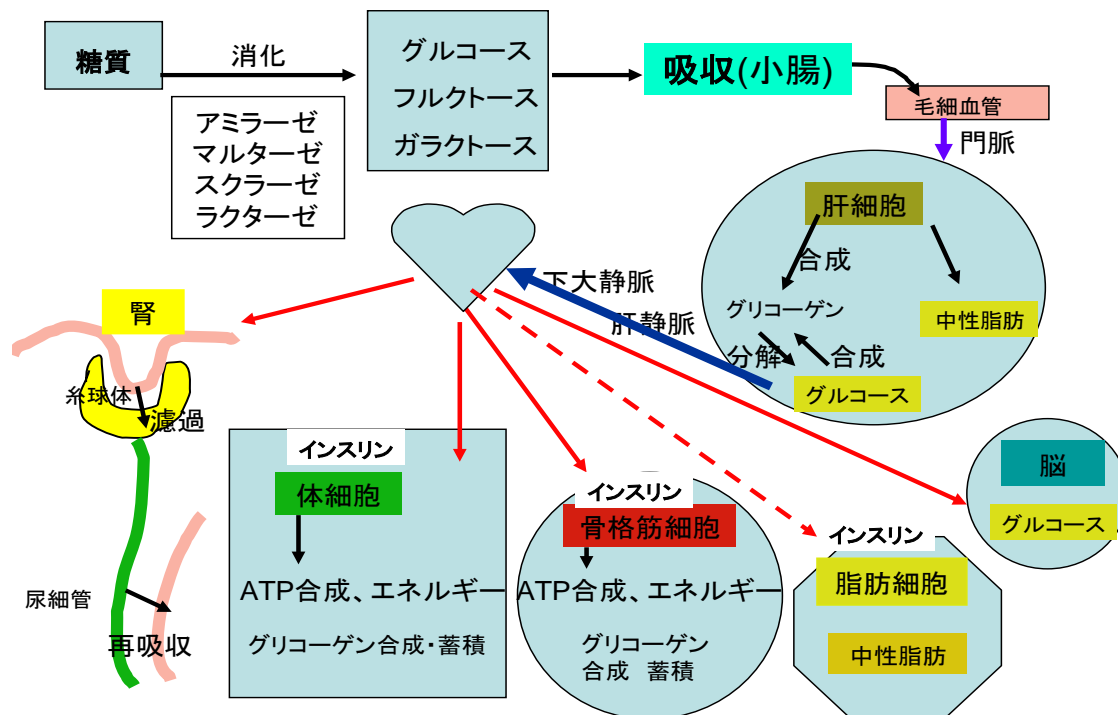 糖質
消化
アミラーゼ
マルターゼ
スクラーゼ
ラクターゼ
グルコース
フルクトース
ガラクトース
吸収(小腸)
毛細血管
門脈
肝細胞
合成
グリコーゲン
中性脂肪
分解
合成
グルコース
下大静脈
肝静脈
腎
糸球体
濾過
尿細管
再吸収
インスリン
体細胞
ATP合成、エネルギー
グリコーゲン合成・蓄積
インスリン
骨格筋細胞
ATP合成、エネルギー
グリコーゲン
合成 蓄積
インスリン
脂肪細胞
中性脂肪
脳
グルコース